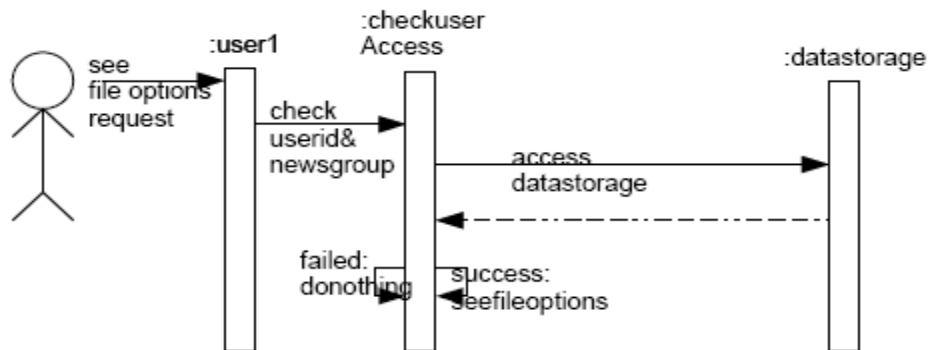 :checkuser
Access
:user1
:datastorage
see
file options
request
check
userid&
newsgroup
access
datastorage
failed:
donothing
success:
seefileoptions